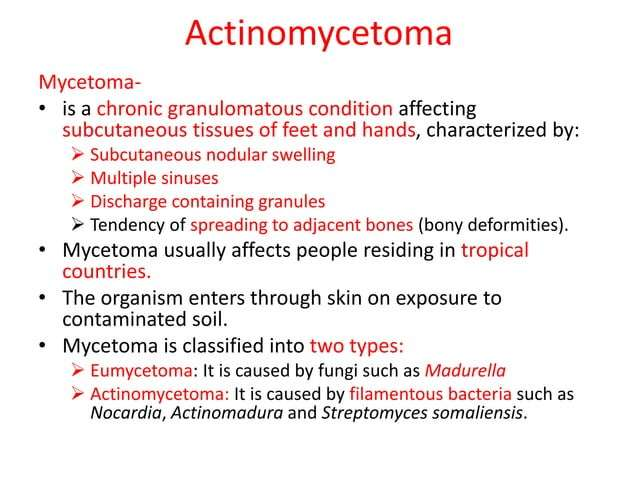 Actinomycetoma
Mycetoma-
• is a chronic granulomatous condition affecting
subcutaneous tissues of feet and hands, characterized by:
➢ Subcutaneous nodular swelling
➢ Multiple sinuses
➢ Discharge containing granules
➢ Tendency of spreading to adjacent bones (bony deformities).
• Mycetoma usually affects people residing in tropical
countries.
• The organism enters through skin on exposure to
contaminated soil.
• Mycetoma is classified into two types:
➢ Eumycetoma: It is caused by fungi such as Madurella
➢ Actinomycetoma: It is caused by filamentous bacteria such as
Nocardia, Actinomadura and Streptomyces somaliensis.